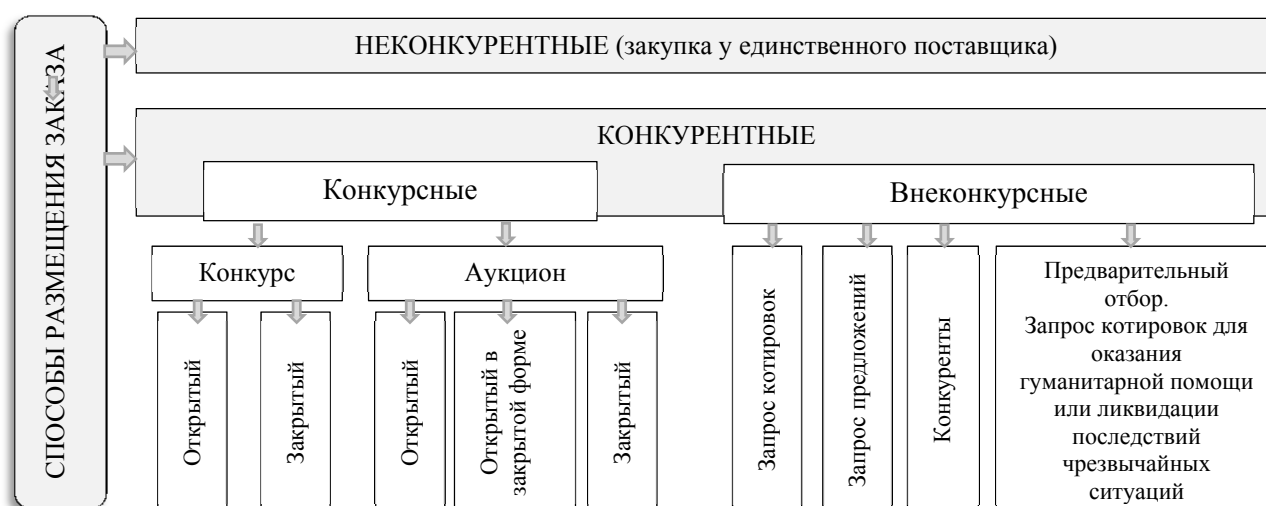 СПОСОБЫ РАЗМЕЩЕНИЯ ЗАКАЗА
НЕКОНКУРЕНТНЫЕ (закупка у единственного поставщика)
КОНКУРЕНТНЫЕ
Конкурсные
Внеконкурсные
Конкурс
Аукцион
Открытый
Закрытый
Открытый
Открытый в
закрытой форме
Закрытый
Запрос котировок
Запрос предложений
Конкуренты
Предварительный
отбор.
Запрос котировок для
оказания
гуманитарной помощи
или ликвидации
последствий
чрезвычайных
ситуаций